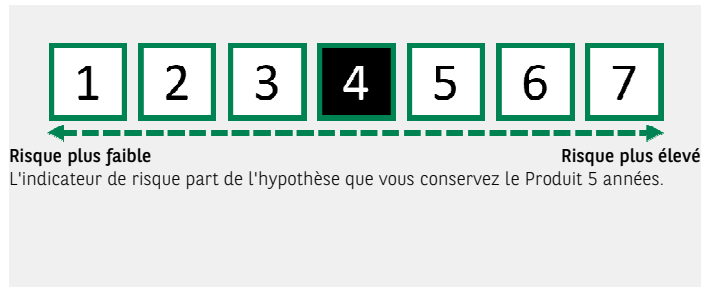 1 2 3 4 5 6 7
Risque plus faible Risque plus élevé
L'indicateur de risque part de l'hypothèse que vous conservez le Produit 5 années.